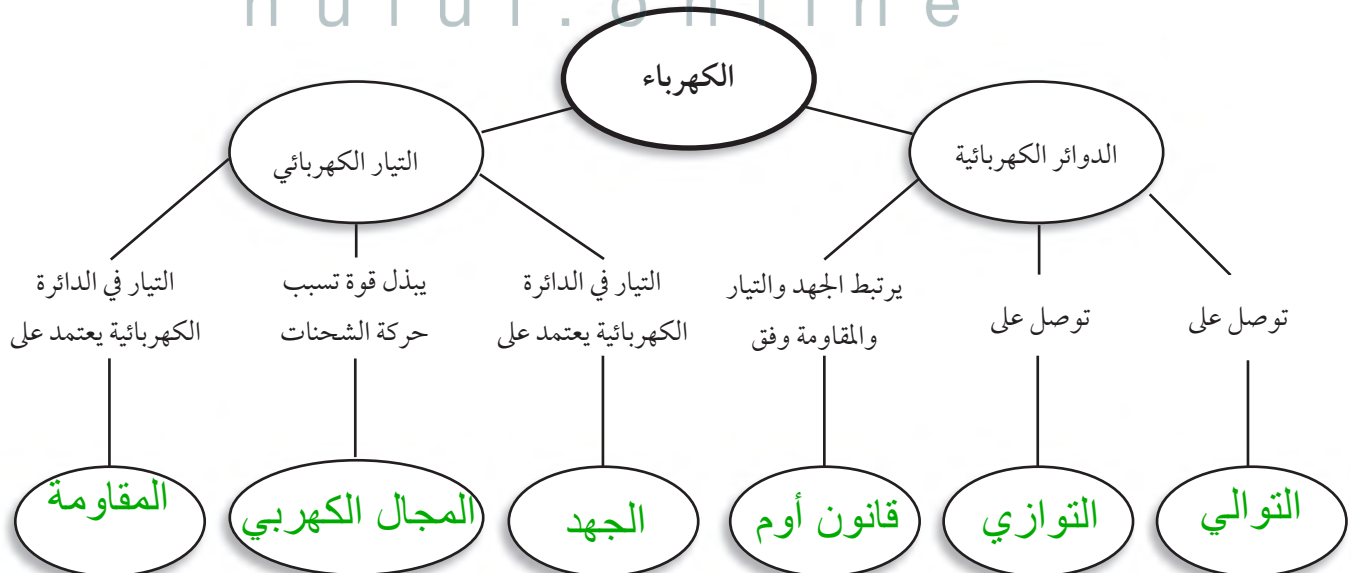 hulul.online
الكهرباء
الدوائر الكهربائية
التيار الكهربائي
توصل على
توصل على
يرتبط الجهد والتيار
والمقاومة وفق
التيار في الدائرة
الكهربائية يعتمد على
يبذل قوة تسبب
حركة الشحنات
التيار في الدائرة
الكهربائية يعتمد على
التوالي
التوازي
قانون أوم
الجهد
المجال الكهربي
المقاومة